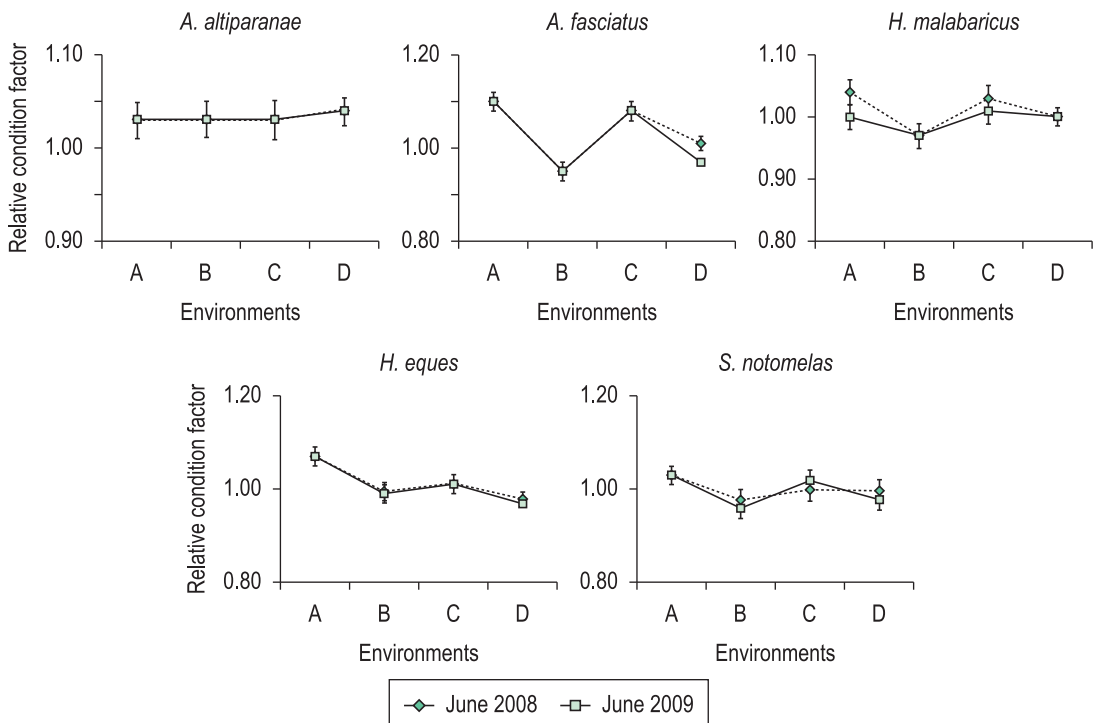 A. altiparanae
Relative condition factor
1.10
1.00
0.90
A B C D
Environments
A. fasciatus
1.20
1.00
0.80
A B C D
Environments
H. malabaricus
1.10
1.00
0.90
0.80
A B C D
Environments
H. eques
Relative condition factor
1.20
1.00
0.80
A B C D
Environments
S. notomelas
1.20
1.00
0.80
A B C D
Environments
June 2008 June 2009